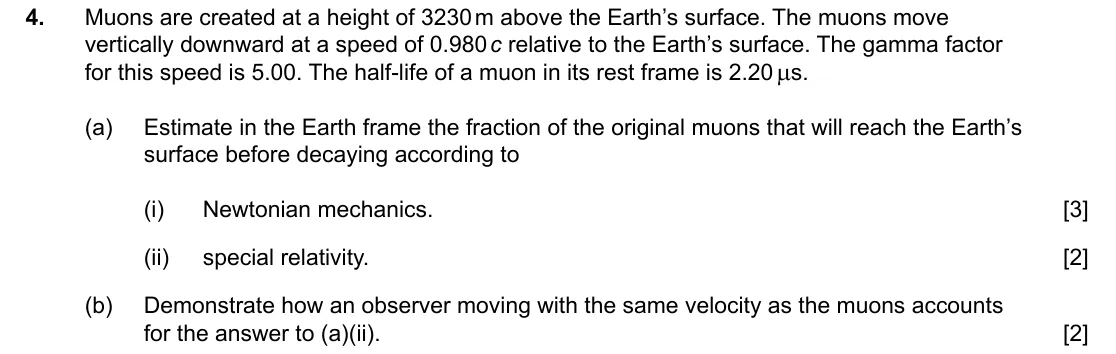 4. Muons are created at a height of 3230 m above the Earth's surface. The muons move
vertically downward at a speed of 0.980 c relative to the Earth's surface. The gamma factor
for this speed is 5.00. The half-life of a muon in its rest frame is 2.20 μs.
(a) Estimate in the Earth frame the fraction of the original muons that will reach the Earth's
surface before decaying according to
(i) Newtonian mechanics. [3]
(ii) special relativity. [2]
(b) Demonstrate how an observer moving with the same velocity as the muons accounts
for the answer to (a)(ii). [2]